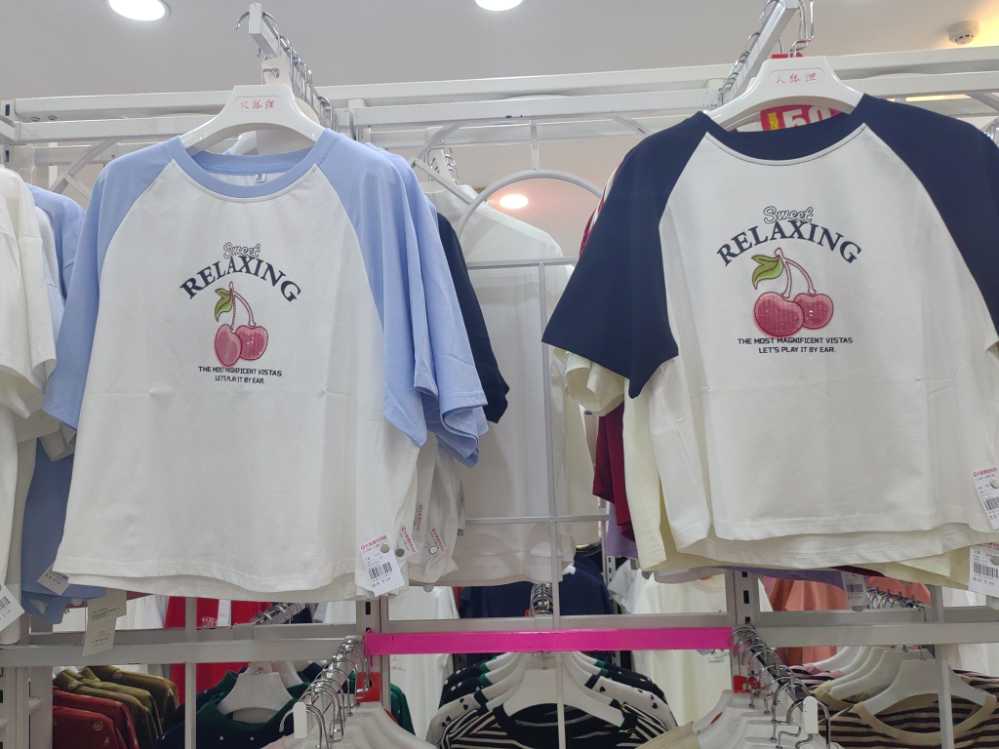 Sweet
RELAXING
THE MOST MAGNIFICENT VISTAS
LET'S PLAY IT BY EAR.
Sweet
RELAXING
THE MOST MAGNIFICENT VISTAS
LET'S PLAY IT BY EAR.